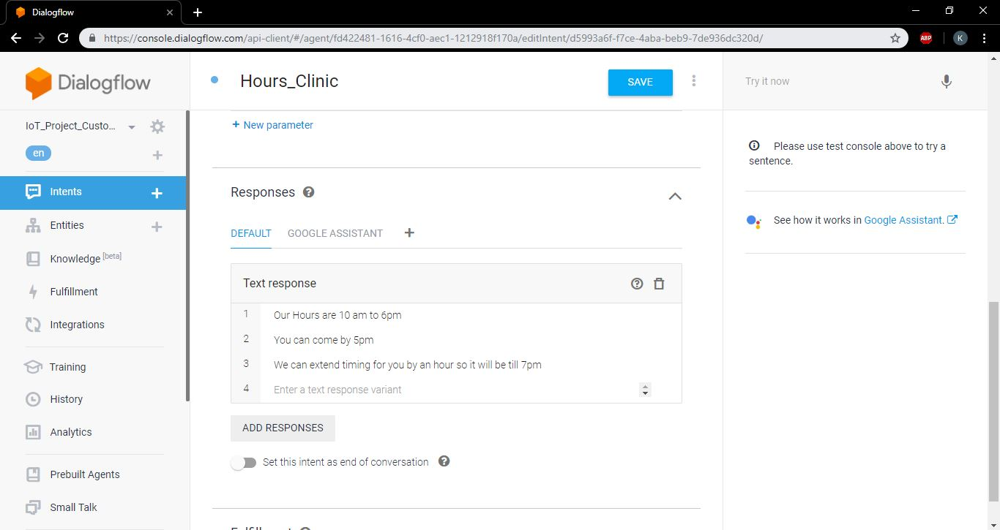 Dialogflow
https://console.dialogflow.com/api-client/#/agent/fd422481-1616-4cf0-aec1-1212918f170a/editIntent/d5993a6f-f7ce-4aba-beb9-7de936dc320d/
ABP
K
Dialogflow
IoT_Project_Custo...
en
Intents
Entities
Knowledge [beta]
Fulfillment
Integrations
Training
History
Analytics
Prebuilt Agents
Small Talk
Hours_Clinic
SAVE
+ New parameter
Responses
DEFAULT GOOGLE ASSISTANT +
Text response
1 Our Hours are 10 am to 6pm
2 You can come by 5pm
3 We can extend timing for you by an hour so it will be till 7pm
4 Enter a text response variant
ADD RESPONSES
Set this intent as end of conversation
Try it now
Please use test console above to try a
sentence.
See how it works in Google Assistant.